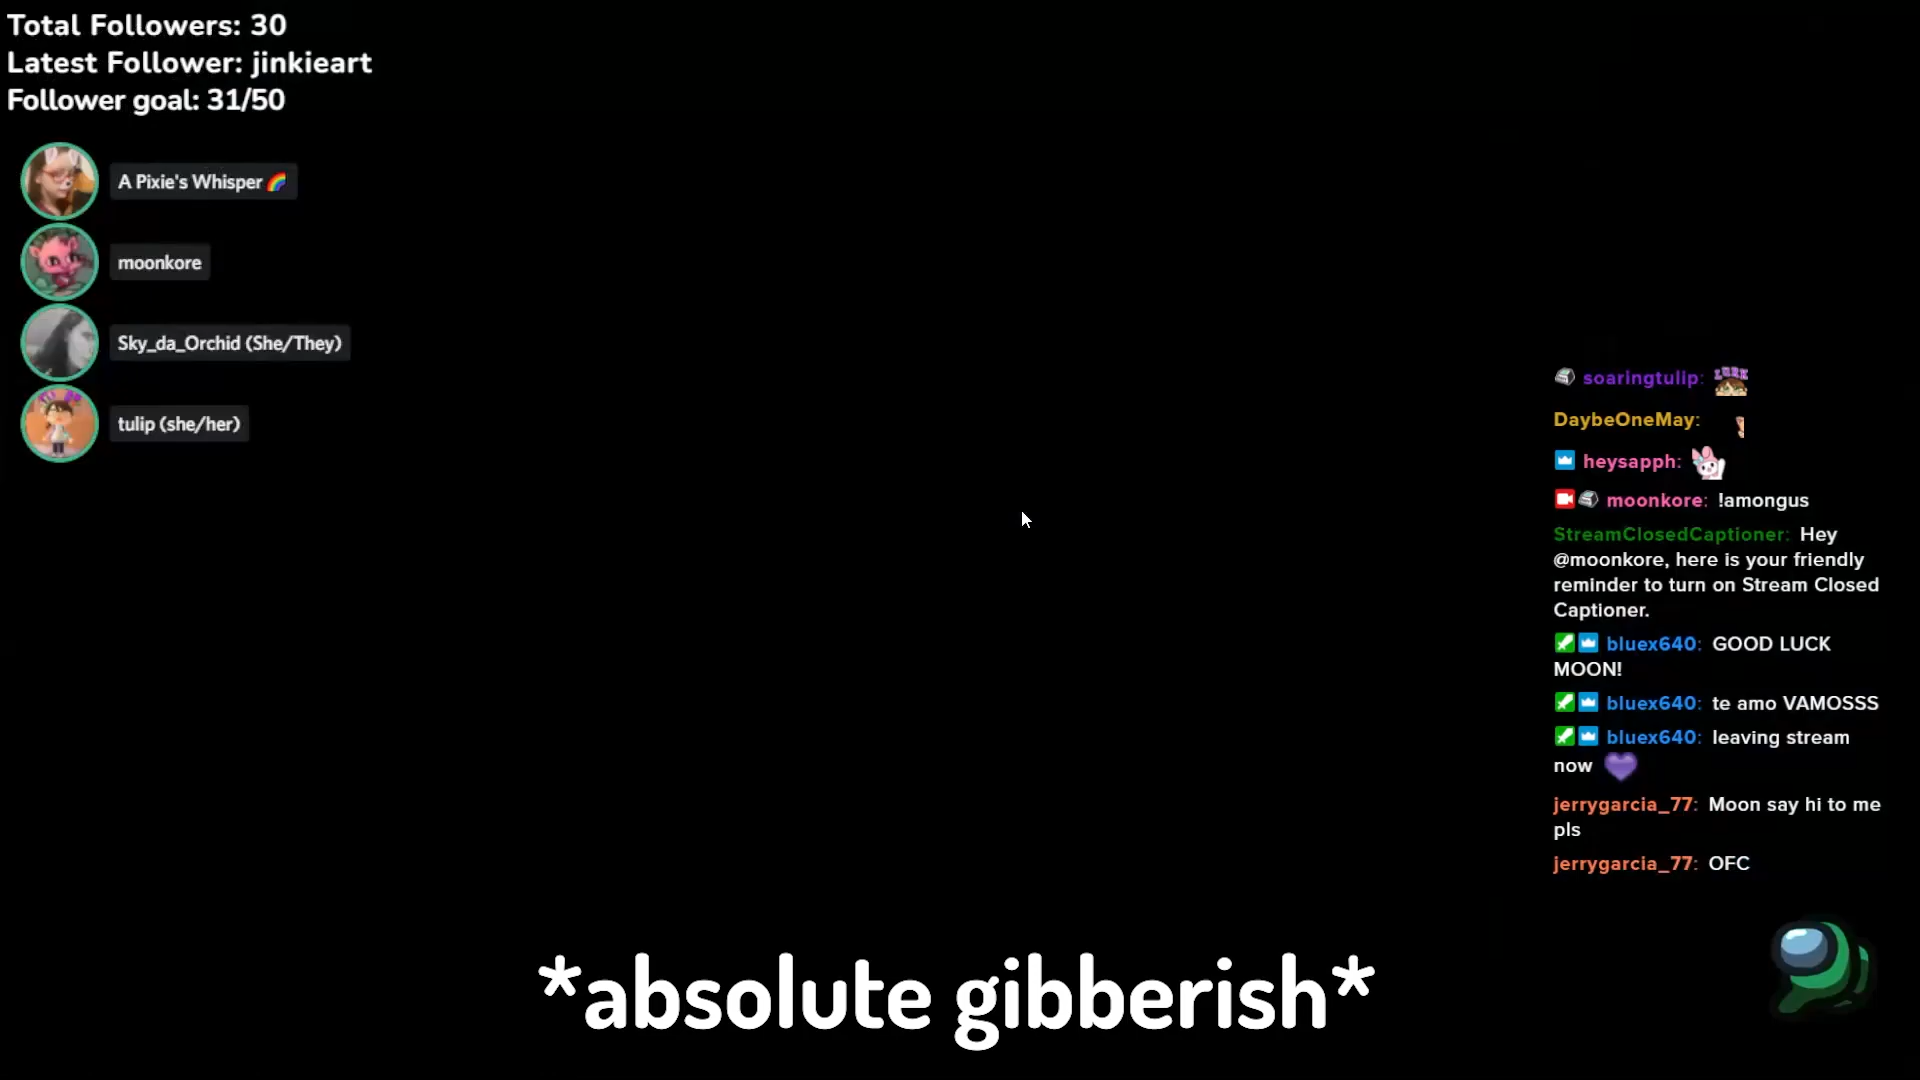 Total Followers: 30
Latest Follower: jinkieart
Follower goal: 31/50
A Pixie's Whisper 🌈
moonkore
Sky_da_Orchid (She/They)
tulip (she/her)
soaringtulip: LURK
DaybeOneMay:
heysapph:
moonkore: !amongus
StreamClosedCaptioner: Hey
@moonkore, here is your friendly
reminder to turn on Stream Closed
Captioner.
bluex640: GOOD LUCK
MOON!
bluex640: te amo VAMOSSS
bluex640: leaving stream
now 💜
jerrygarcia_77: Moon say hi to me
pls
jerrygarcia_77: OFC
*absolute gibberish*